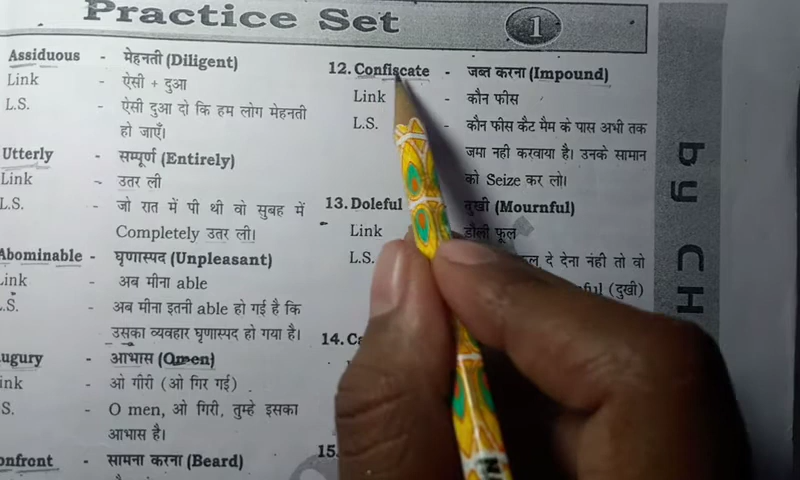 Practice Set 1
Assiduous - मेहनती (Diligent)
Link - ऐसी + दुआ
L.S. - ऐसी दुआ दो कि हम लोग मेहनती
हो जाएँ।
Utterly - सम्पूर्ण (Entirely)
Link - उतर ली
L.S. - जो रात में पी थी वो सुबह में
Completely उतर ली।
Abominable - घृणास्पद (Unpleasant)
Link - अब मीना able
L.S. - अब मीना इतनी able हो गई है कि
उसका व्यवहार घृणास्पद हो गया है।
ugury - आभास (Omen)
ink - ओ गीरी (ओ गिर गई)
S. - O men, ओ गिरी, तुम्हे इसका
आभास है।
onfront - सामना करना (Beard)
12. Confiscate - जब्त करना (Impound)
Link - कौन फीस
L.S. - कौन फीस कैट मैम के पास अभी तक
जमा नही करवाया है। उनके सामान
को Seize कर लो।
13. Doleful दुखी (Mournful)
Link डौली फूल
L.S. दे देना नंही तो वो
(दुखी)
14. Ca
15.
by CH